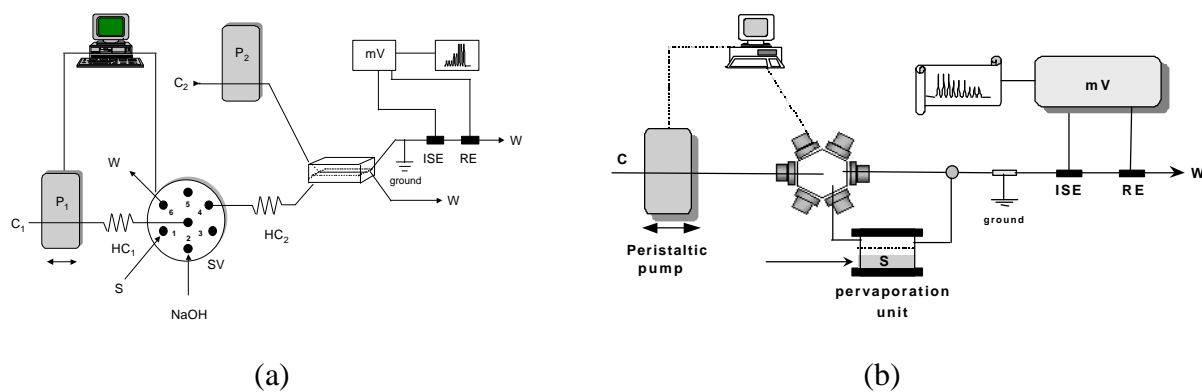 P₂
mV
C₂
W
ISE
RE
ground
W
P₁
W
5
6
4
C₁
1
3
2
HC₁
HC₂
SV
S
NaOH
(a)
mV
C
W
ISE
RE
ground
Peristaltic
pump
S
pervaporation
unit
(b)